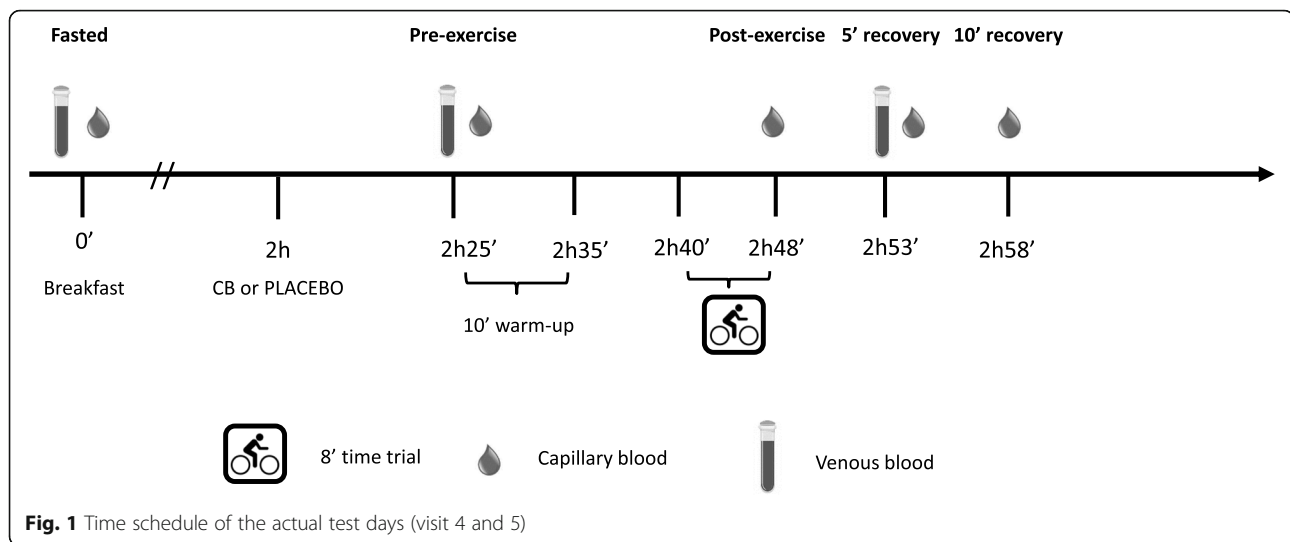 Fasted Pre-exercise Post-exercise 5’ recovery 10’ recovery
0’ 2h 2h25’ 2h35’ 2h40’ 2h48’ 2h53’ 2h58’
Breakfast CB or PLACEBO
10’ warm-up
8’ time trial Capillary blood Venous blood
Fig. 1 Time schedule of the actual test days (visit 4 and 5)